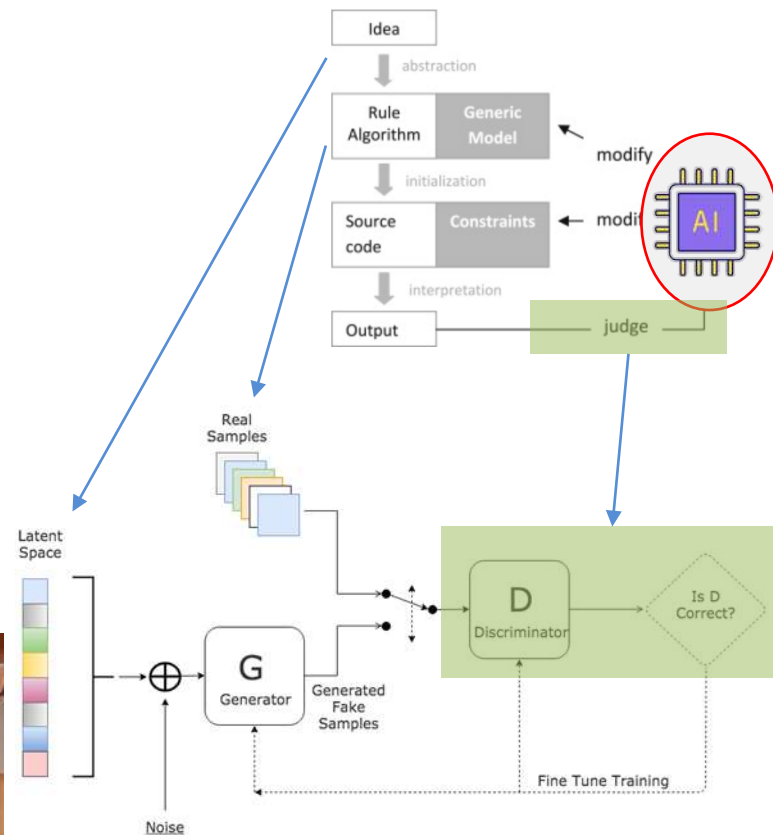 Idea
abstraction
Rule
Algorithm
Generic
Model
modify
initialization
Source
code
Constraints
modify
AI
interpretation
Output
judge
Real
Samples
Latent
Space
D
Discriminator
Is D
Correct?
G
Generator
Generated
Fake
Samples
Fine Tune Training
Noise